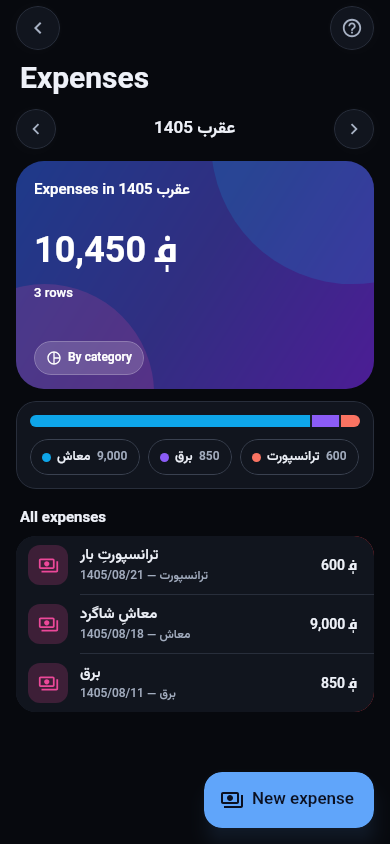 Expenses
عقرب 1405
Expenses in عقرب 1405
10,450 ؋
3 rows
By category
معاش 9,000
برق 850
ترانسپورت 600
All expenses
ترانسپورتِ بار
1405/08/21 — ترانسپورت
600 ؋
معاشِ شاگرد
1405/08/18 — معاش
9,000 ؋
برق
1405/08/11 — برق
850 ؋
New expense